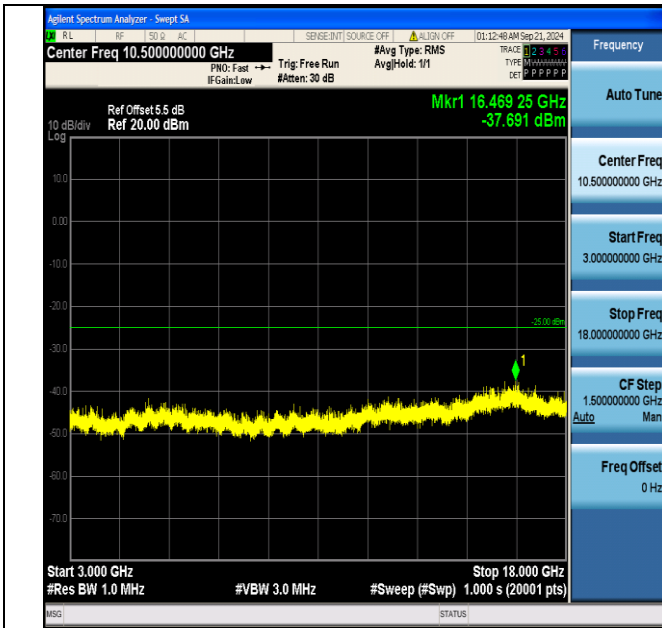 Agilent Spectrum Analyzer - Swept SA
RL RF 50 Ω AC SENSE:INT SOURCE OFF ALIGN OFF 01:12:48 AM Sep 21, 2024
Center Freq 10.500000000 GHz
PNO: Fast
IFGain:Low
Trig: Free Run
#Atten: 30 dB
#Avg Type: RMS
Avg|Hold: 1/1
TRACE 1 2 3 4 5 6
TYPE M
DET P P P P P P
Mkr1 16.469 25 GHz
-37.691 dBm
Ref Offset 5.5 dB
10 dB/div Ref 20.00 dBm
Log
10.0
0.00
-10.0
-20.0
-25.00 dBm
-30.0
1
-40.0
-50.0
-60.0
-70.0
Start 3.000 GHz Stop 18.000 GHz
#Res BW 1.0 MHz #VBW 3.0 MHz #Sweep (#Swp) 1.000 s (20001 pts)
MSG STATUS
Frequency
Auto Tune
Center Freq
10.500000000 GHz
Start Freq
3.000000000 GHz
Stop Freq
18.000000000 GHz
CF Step
1.500000000 GHz
Auto Man
Freq Offset
0 Hz